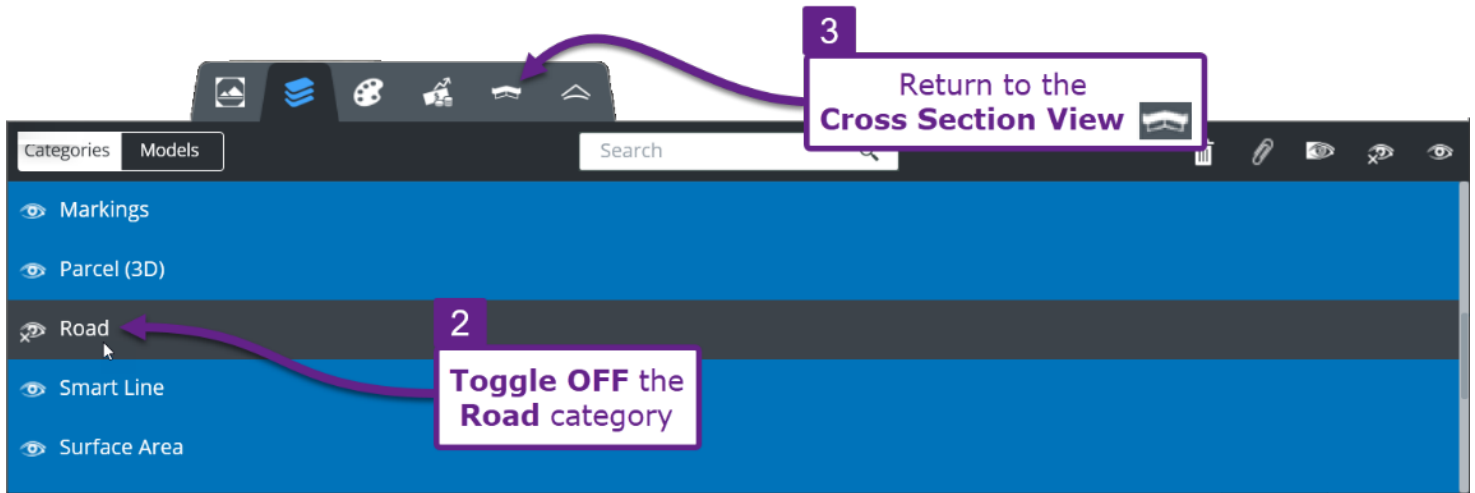 3
Return to the
Cross Section View
Categories Models Search
Markings
Parcel (3D)
Road
2
Toggle OFF the
Road category
Smart Line
Surface Area